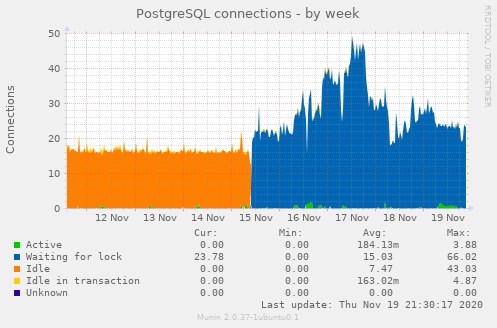 PostgreSQL connections - by week
RRDTOOL / TOBI OETIKER
Connections
50
40
30
20
10
0
12 Nov 13 Nov 14 Nov 15 Nov 16 Nov 17 Nov 18 Nov 19 Nov
Cur: Min: Avg: Max:
Active 0.00 0.00 184.13m 3.88
Waiting for lock 23.78 0.00 15.03 66.02
Idle 0.00 0.00 7.47 43.03
Idle in transaction 0.00 0.00 163.02m 4.87
Unknown 0.00 0.00 0.00 0.00
Last update: Thu Nov 19 21:30:17 2020
Munin 2.0.37-1ubuntu0.1